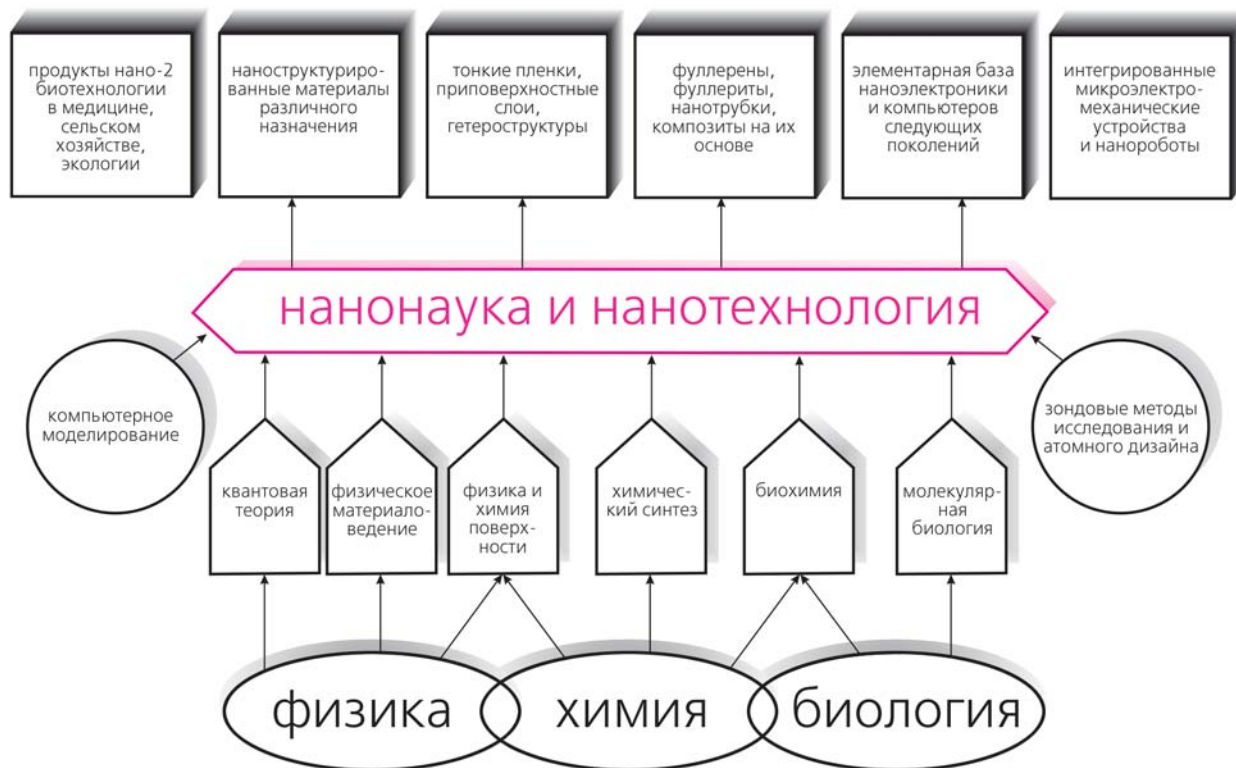 продукты нано-2
биотехнологии
в медицине,
сельском
хозяйстве,
экологии
наноструктуриро-
ванные материалы
различного
назначения
тонкие пленки,
приповерхностные
слои,
гетероструктуры
фуллерены,
фуллериты,
нанотрубки,
композиты на их
основе
элементарная база
наноэлектроники
и компьютеров
следующих
поколений
интегрированные
микроэлектро-
механические
устройства
и нанороботы
нанонаука и нанотехнология
компьютерное
моделирование
зондовые методы
исследования и
атомного дизайна
квантовая
теория
физическое
материало-
ведение
физика и
химия
поверх-
ности
химичес-
кий синтез
биохимия
молекуляр-
ная
биология
физика
химия
биология